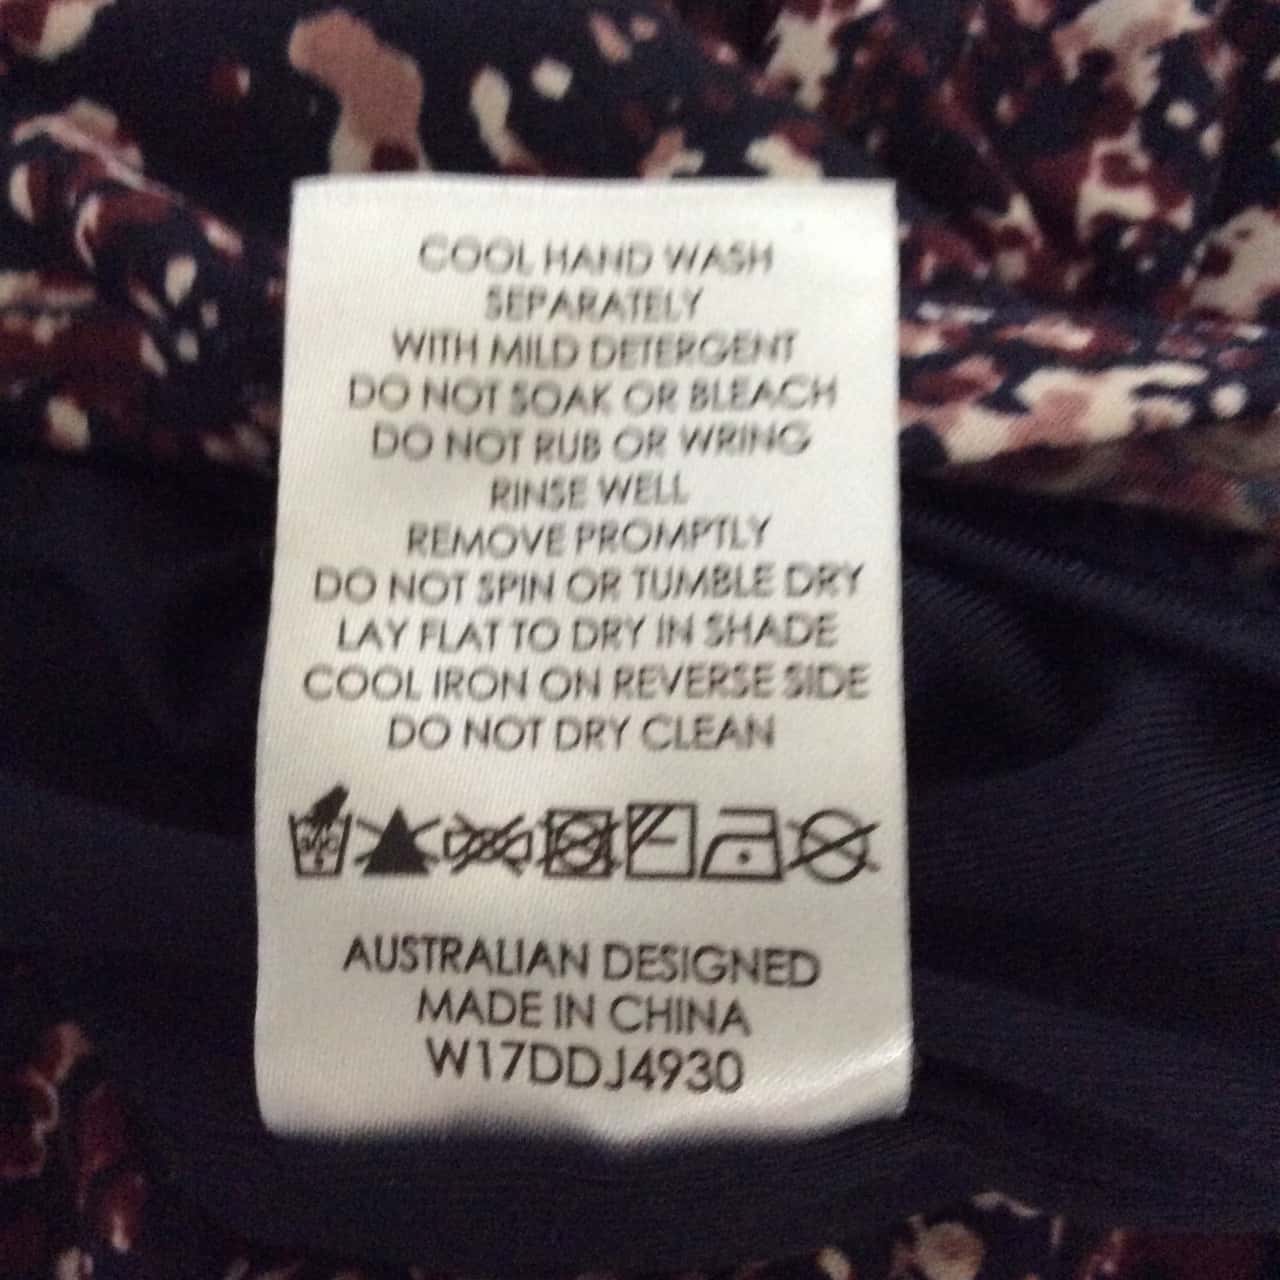 COOL HAND WASH
SEPARATELY
WITH MILD DETERGENT
DO NOT SOAK OR BLEACH
DO NOT RUB OR WRING
RINSE WELL
REMOVE PROMPTLY
DO NOT SPIN OR TUMBLE DRY
LAY FLAT TO DRY IN SHADE
COOL IRON ON REVERSE SIDE
DO NOT DRY CLEAN
AUSTRALIAN DESIGNED
MADE IN CHINA
W17DDJ4930